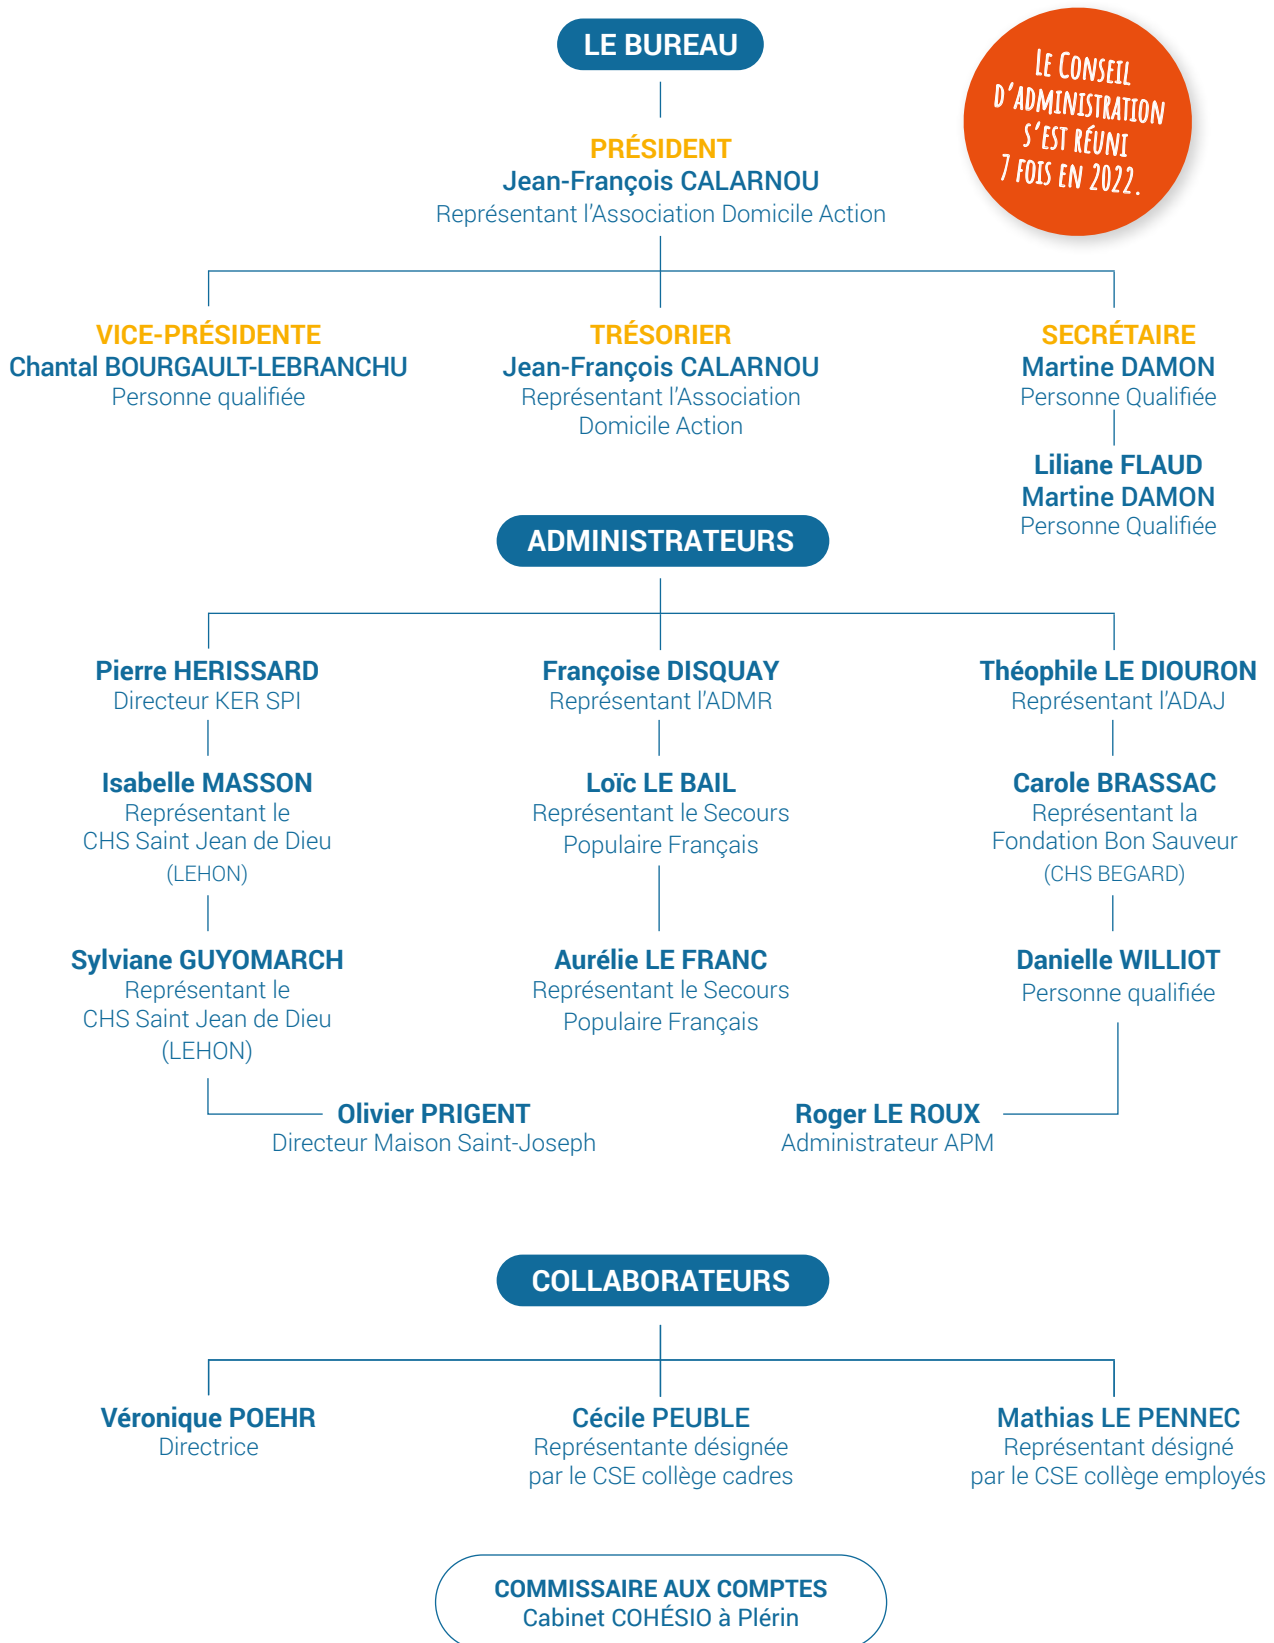 LE BUREAU
LE CONSEIL
D'ADMINISTRATION
S'EST RÉUNI
7 FOIS EN 2022.
PRÉSIDENT
Jean-François CALARNOU
Représentant l'Association Domicile Action
VICE-PRÉSIDENTE
Chantal BOURGAULT-LEBRANCHU
Personne qualifiée
TRÉSORIER
Jean-François CALARNOU
Représentant l'Association
Domicile Action
SECRÉTAIRE
Martine DAMON
Personne Qualifiée
Liliane FLAUD
Martine DAMON
Personne Qualifiée
ADMINISTRATEURS
Pierre HERISSARD
Directeur KER SPI
Isabelle MASSON
Représentant le
CHS Saint Jean de Dieu
(LEHON)
Sylviane GUYOMARCH
Représentant le
CHS Saint Jean de Dieu
(LEHON)
Olivier PRIGENT
Directeur Maison Saint-Joseph
Françoise DISQUAY
Représentant l'ADMR
Loïc LE BAIL
Représentant le Secours
Populaire Français
Aurélie LE FRANC
Représentant le Secours
Populaire Français
Théophile LE DIOURON
Représentant l'ADAJ
Carole BRASSAC
Représentant la
Fondation Bon Sauveur
(CHS BEGARD)
Danielle WILLIOT
Personne qualifiée
Roger LE ROUX
Administrateur APM
COLLABORATEURS
Véronique POEHR
Directrice
Cécile PEUBLE
Représentante désignée
par le CSE collège cadres
Mathias LE PENNEC
Représentant désigné
par le CSE collège employés
COMMISSAIRE AUX COMPTES
Cabinet COHÉSIO à Plérin